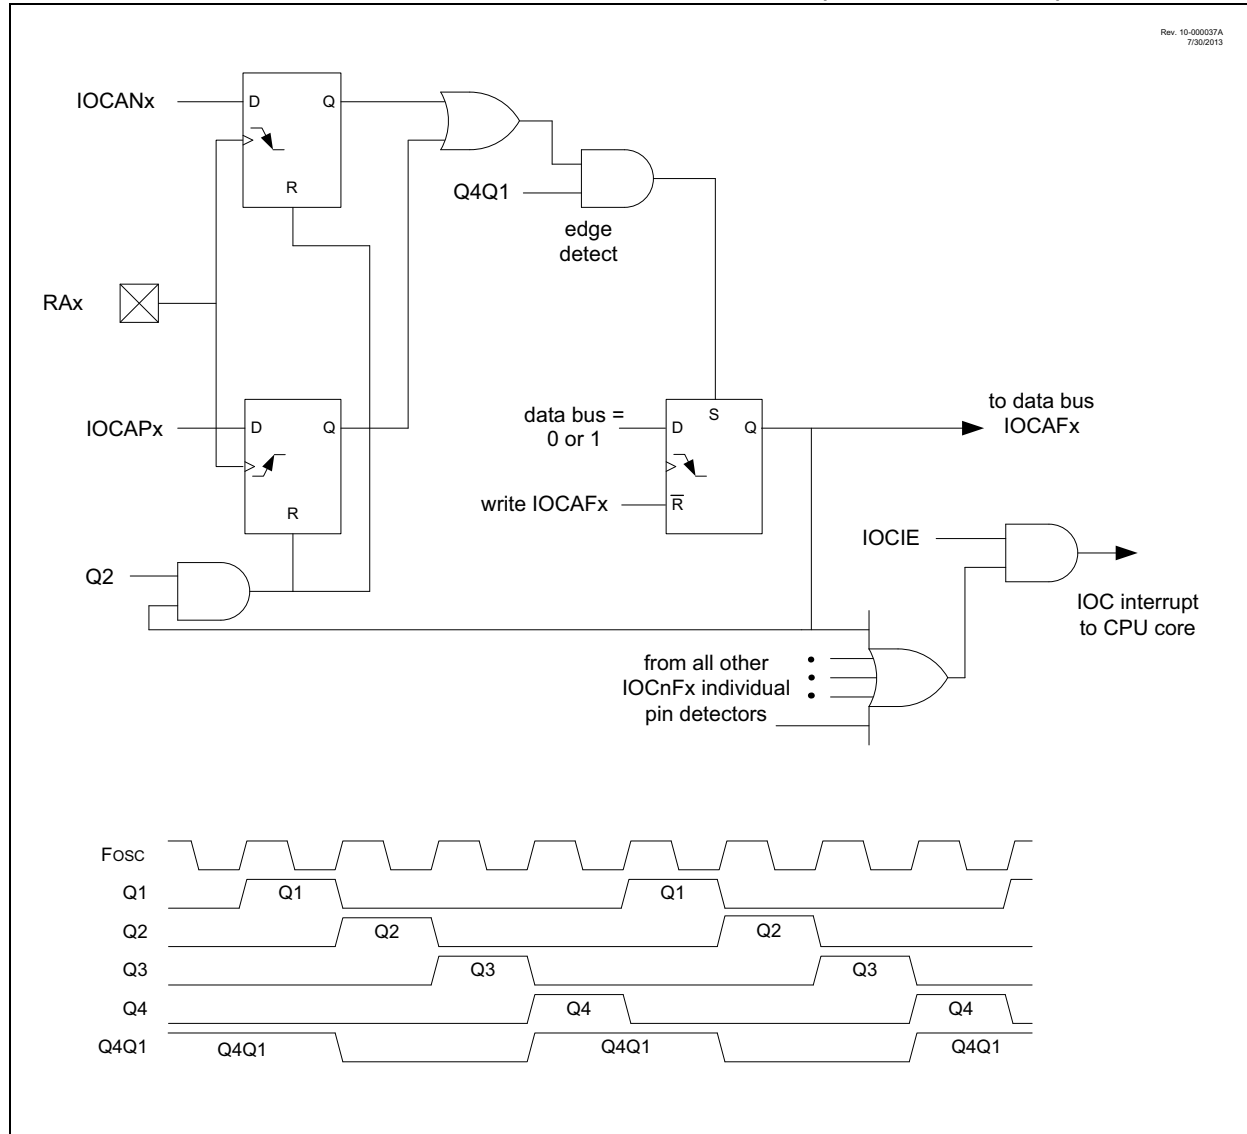 Rev. 10-000037A
7/30/2013
IOCANx
D
Q
R
Q4Q1
edge
detect
RAx
IOCAPx
D
Q
R
data bus =
0 or 1
S
D
Q
to data bus
IOCAFx
write IOCAFx
R
IOCIE
Q2
IOC interrupt
to CPU core
from all other
IOCnFx individual
pin detectors
FOSC
Q1
Q1
Q1
Q2
Q2
Q2
Q3
Q3
Q3
Q4
Q4
Q4
Q4Q1
Q4Q1
Q4Q1
Q4Q1